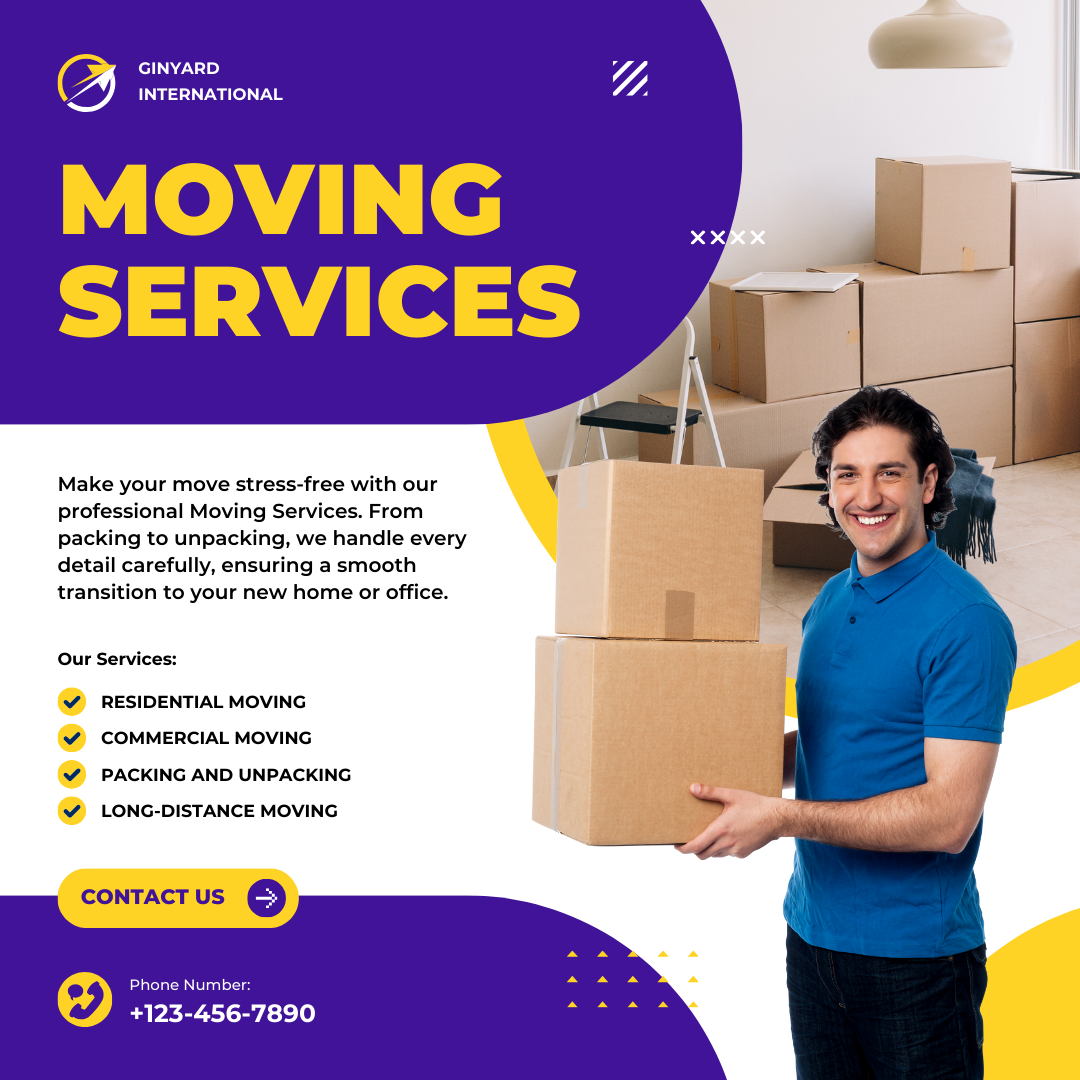 GINYARD
INTERNATIONAL
MOVING
SERVICES
Make your move stress-free with our
professional Moving Services. From
packing to unpacking, we handle every
detail carefully, ensuring a smooth
transition to your new home or office.
Our Services:
RESIDENTIAL MOVING
COMMERCIAL MOVING
PACKING AND UNPACKING
LONG-DISTANCE MOVING
CONTACT US
Phone Number:
+123-456-7890